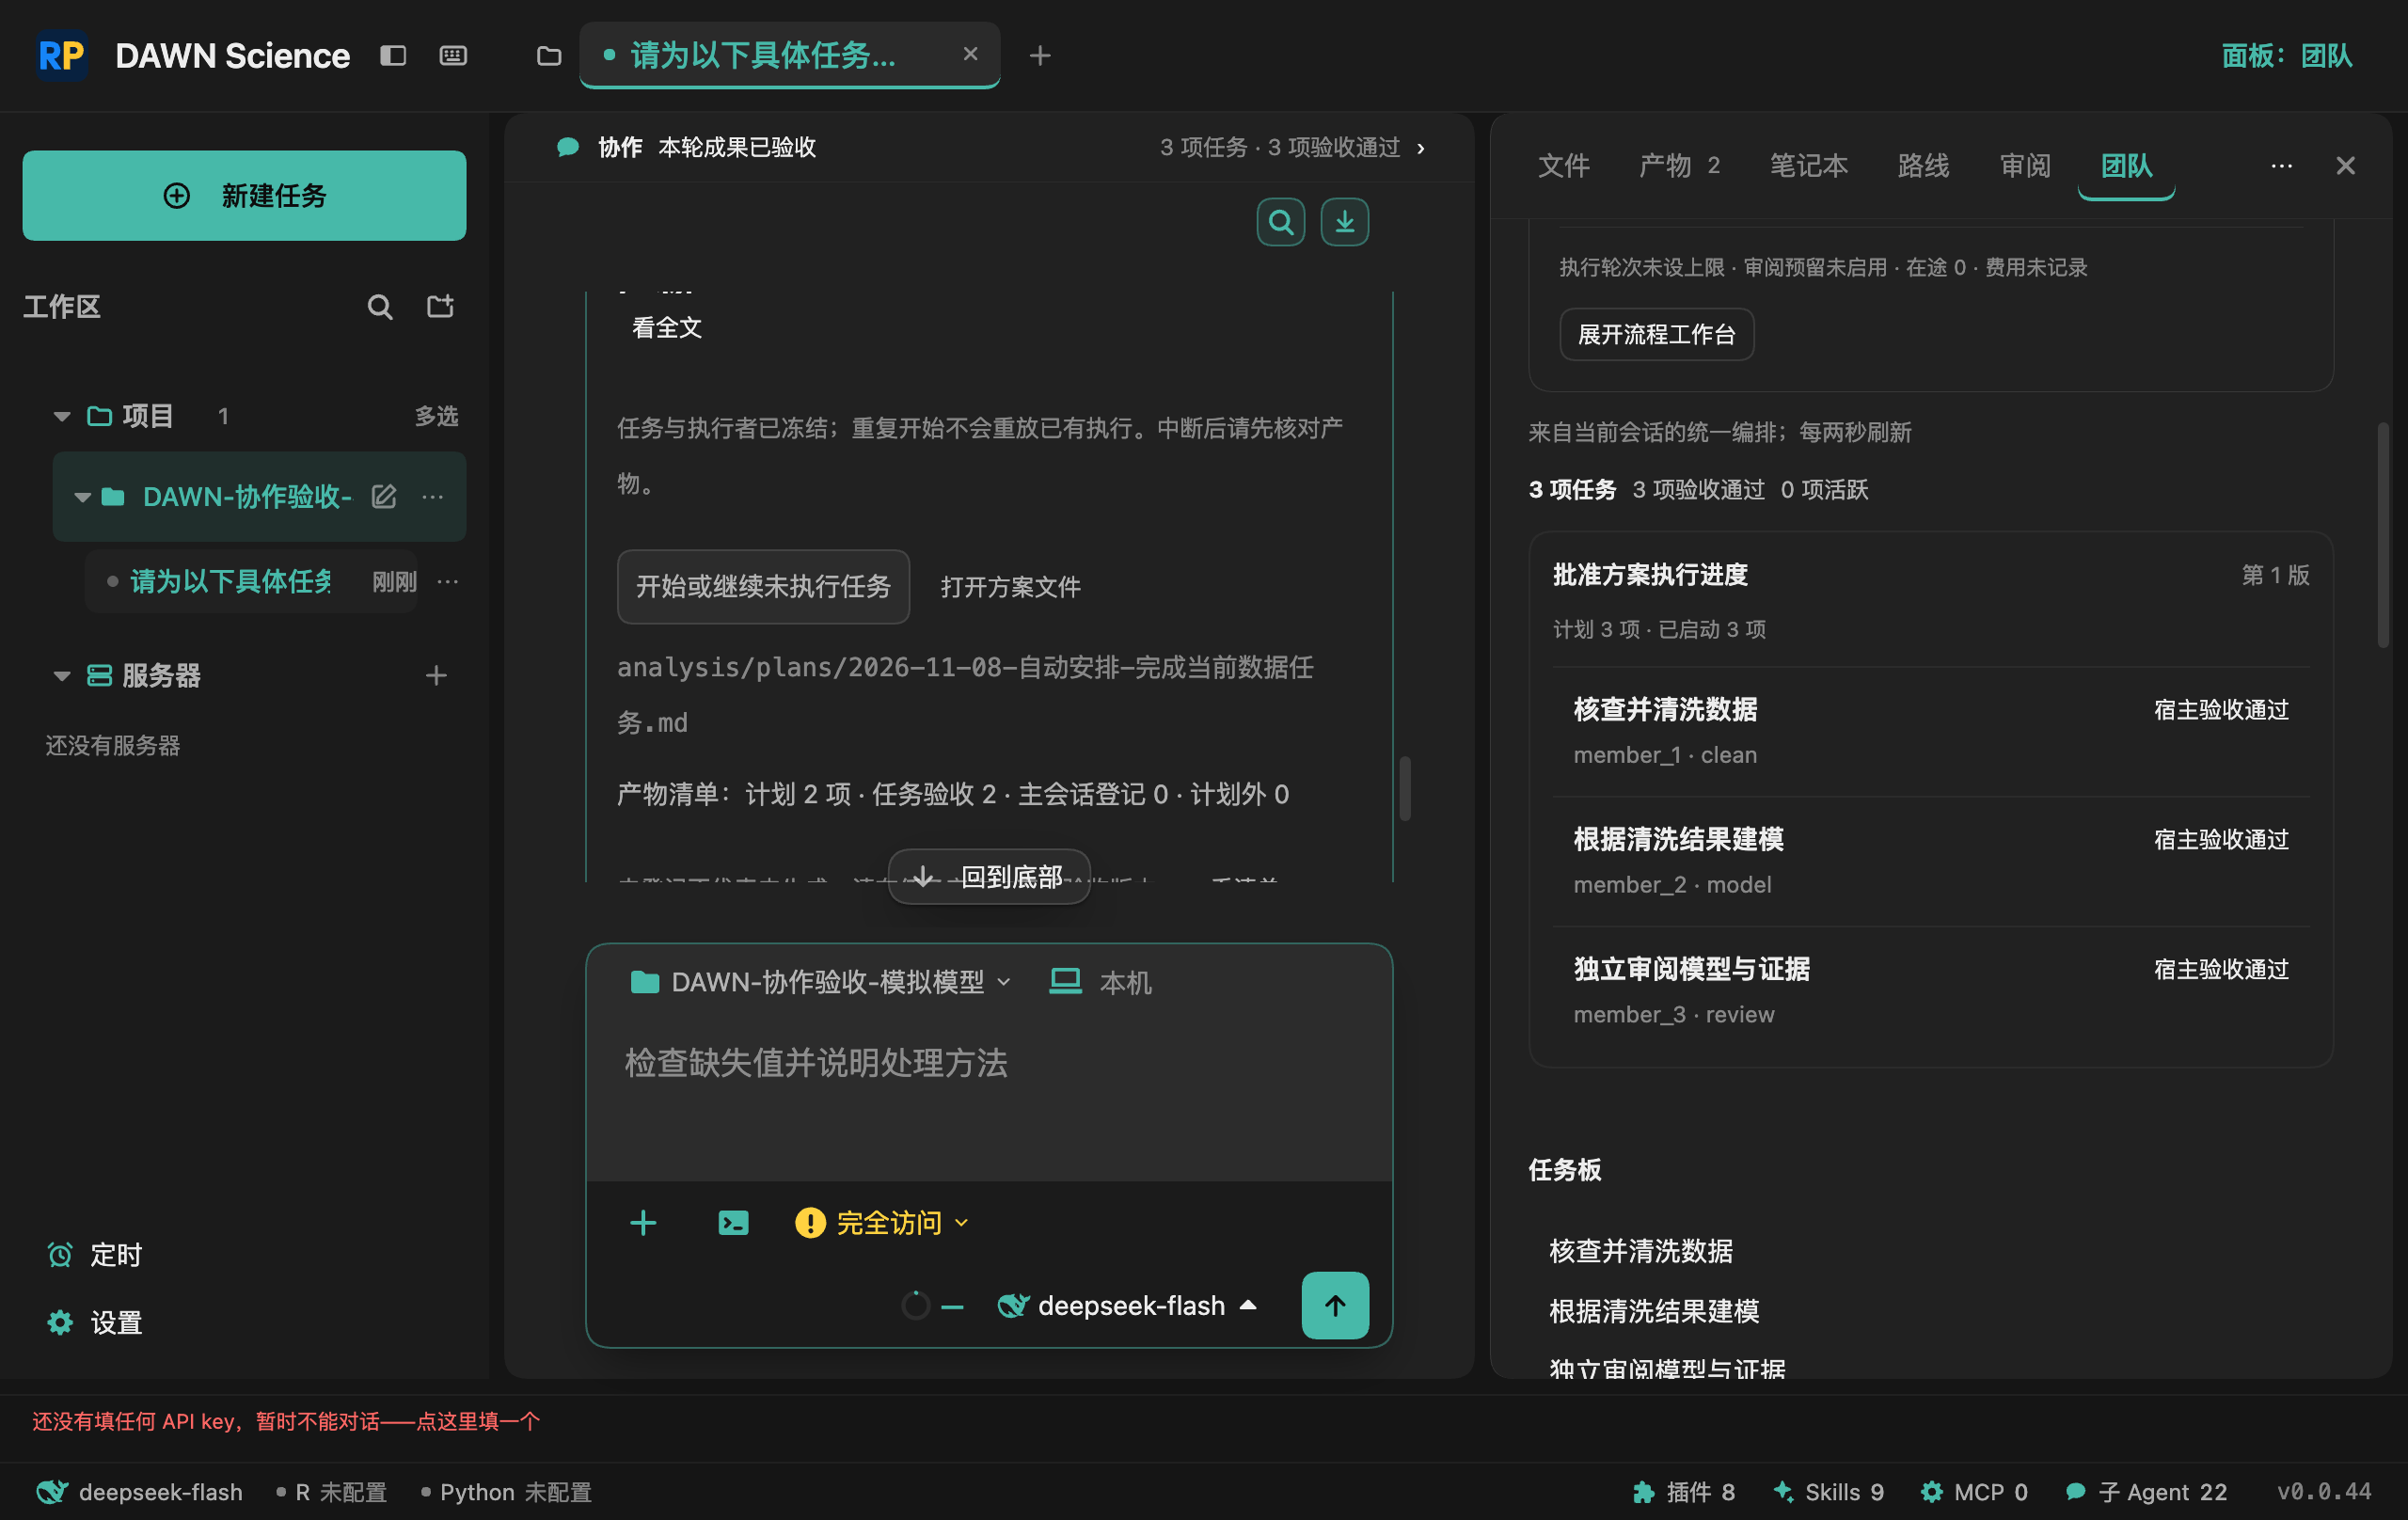 RP DAWN Science
请为以下具体任务...
面板：团队
新建任务
工作区
项目 1 多选
DAWN-协作验收-
请为以下具体任务 刚刚
服务器
还没有服务器
定时
设置
协作 本轮成果已验收
3 项任务 · 3 项验收通过
看全文
任务与执行者已冻结；重复开始不会重放已有执行。中断后请先核对产
物。
开始或继续未执行任务 打开方案文件
analysis/plans/2026-11-08-自动安排-完成当前数据任
务.md
产物清单：计划 2 项 · 任务验收 2 · 主会话登记 0 · 计划外 0
回到底部
DAWN-协作验收-模拟模型 本机
检查缺失值并说明处理方法
完全访问
deepseek-flash
文件 产物 2 笔记本 路线 审阅 团队
执行轮次未设上限 · 审阅预留未启用 · 在途 0 · 费用未记录
展开流程工作台
来自当前会话的统一编排；每两秒刷新
3 项任务 3 项验收通过 0 项活跃
批准方案执行进度 第 1 版
计划 3 项 · 已启动 3 项
核查并清洗数据 宿主验收通过
member_1 · clean
根据清洗结果建模 宿主验收通过
member_2 · model
独立审阅模型与证据 宿主验收通过
member_3 · review
任务板
核查并清洗数据
根据清洗结果建模
独立审阅模型与证据
还没有填任何 API key，暂时不能对话——点这里填一个
deepseek-flash R 未配置 Python 未配置
插件 8 Skills 9 MCP 0 子 Agent 22 v0.0.44